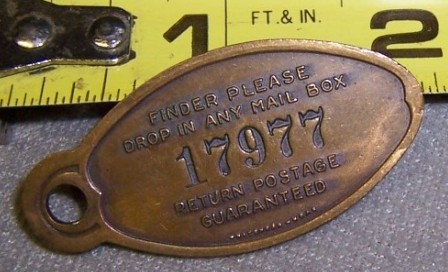 FT. & IN.
1
2
FINDER PLEASE
DROP IN ANY MAIL BOX
17977
RETURN POSTAGE
GUARANTEED